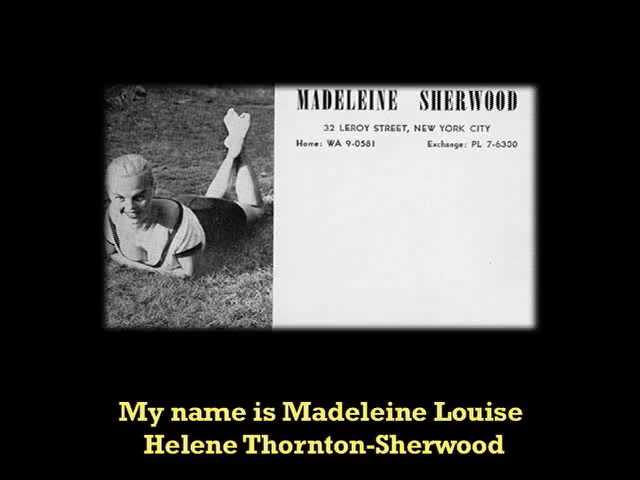 MADELEINE SHERWOOD
32 LEROY STREET, NEW YORK CITY
Home: WA 9-0581 Exchange: PL 7-6300
My name is Madeleine Louise
Helene Thornton-Sherwood